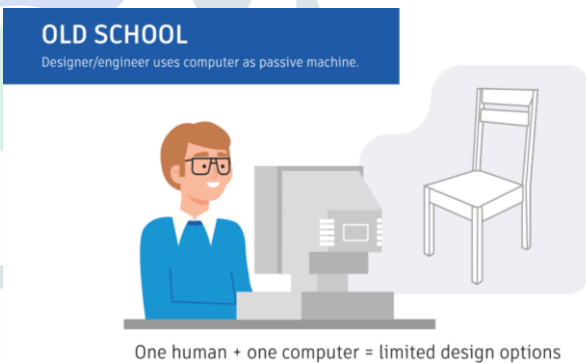 OLD SCHOOL
Designer/engineer uses computer as passive machine.
One human + one computer = limited design options